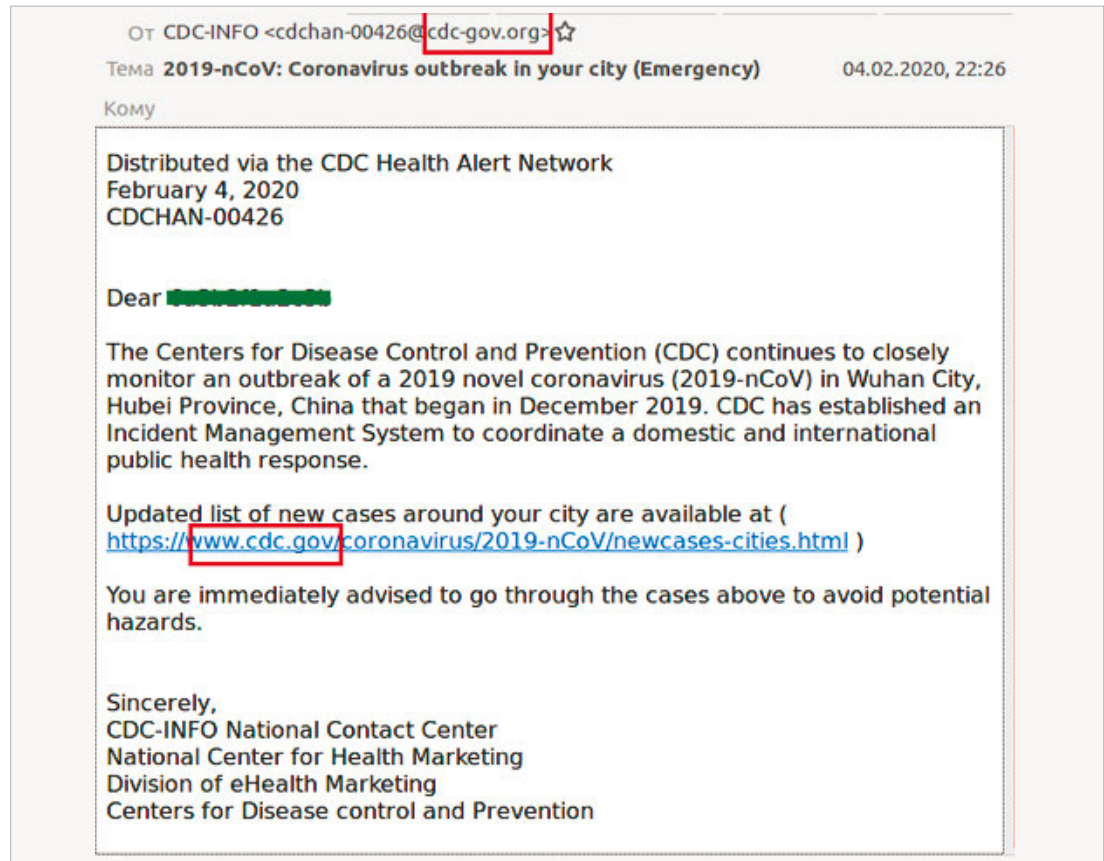 От CDC-INFO <cdchan-00426@cdc-gov.org>
Тема 2019-nCoV: Coronavirus outbreak in your city (Emergency) 04.02.2020, 22:26
Кому
Distributed via the CDC Health Alert Network
February 4, 2020
CDCHAN-00426
Dear
The Centers for Disease Control and Prevention (CDC) continues to closely
monitor an outbreak of a 2019 novel coronavirus (2019-nCoV) in Wuhan City,
Hubei Province, China that began in December 2019. CDC has established an
Incident Management System to coordinate a domestic and international
public health response.
Updated list of new cases around your city are available at (
https://www.cdc.gov/coronavirus/2019-nCoV/newcases-cities.html )
You are immediately advised to go through the cases above to avoid potential
hazards.
Sincerely,
CDC-INFO National Contact Center
National Center for Health Marketing
Division of eHealth Marketing
Centers for Disease control and Prevention